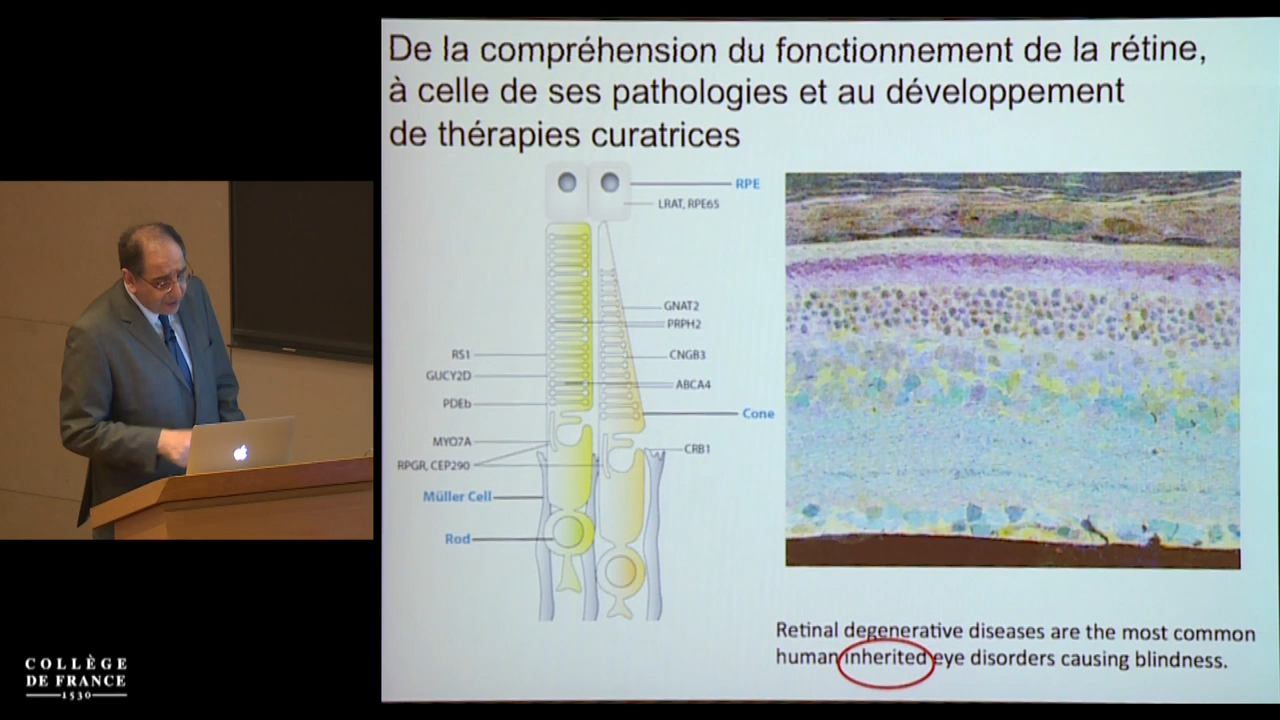 De la compréhension du fonctionnement de la rétine,
à celle de ses pathologies et au développement
de thérapies curatrices
RPE
LRAT, RPE65
GNAT2
PRPH2
RS1
CNGB3
GUCY2D
ABCA4
PDEb
Cone
MYO7A
CRB1
RPGR, CEP290
Müller Cell
Rod
Retinal degenerative diseases are the most common
human inherited eye disorders causing blindness.
COLLÈGE
DE FRANCE
1530